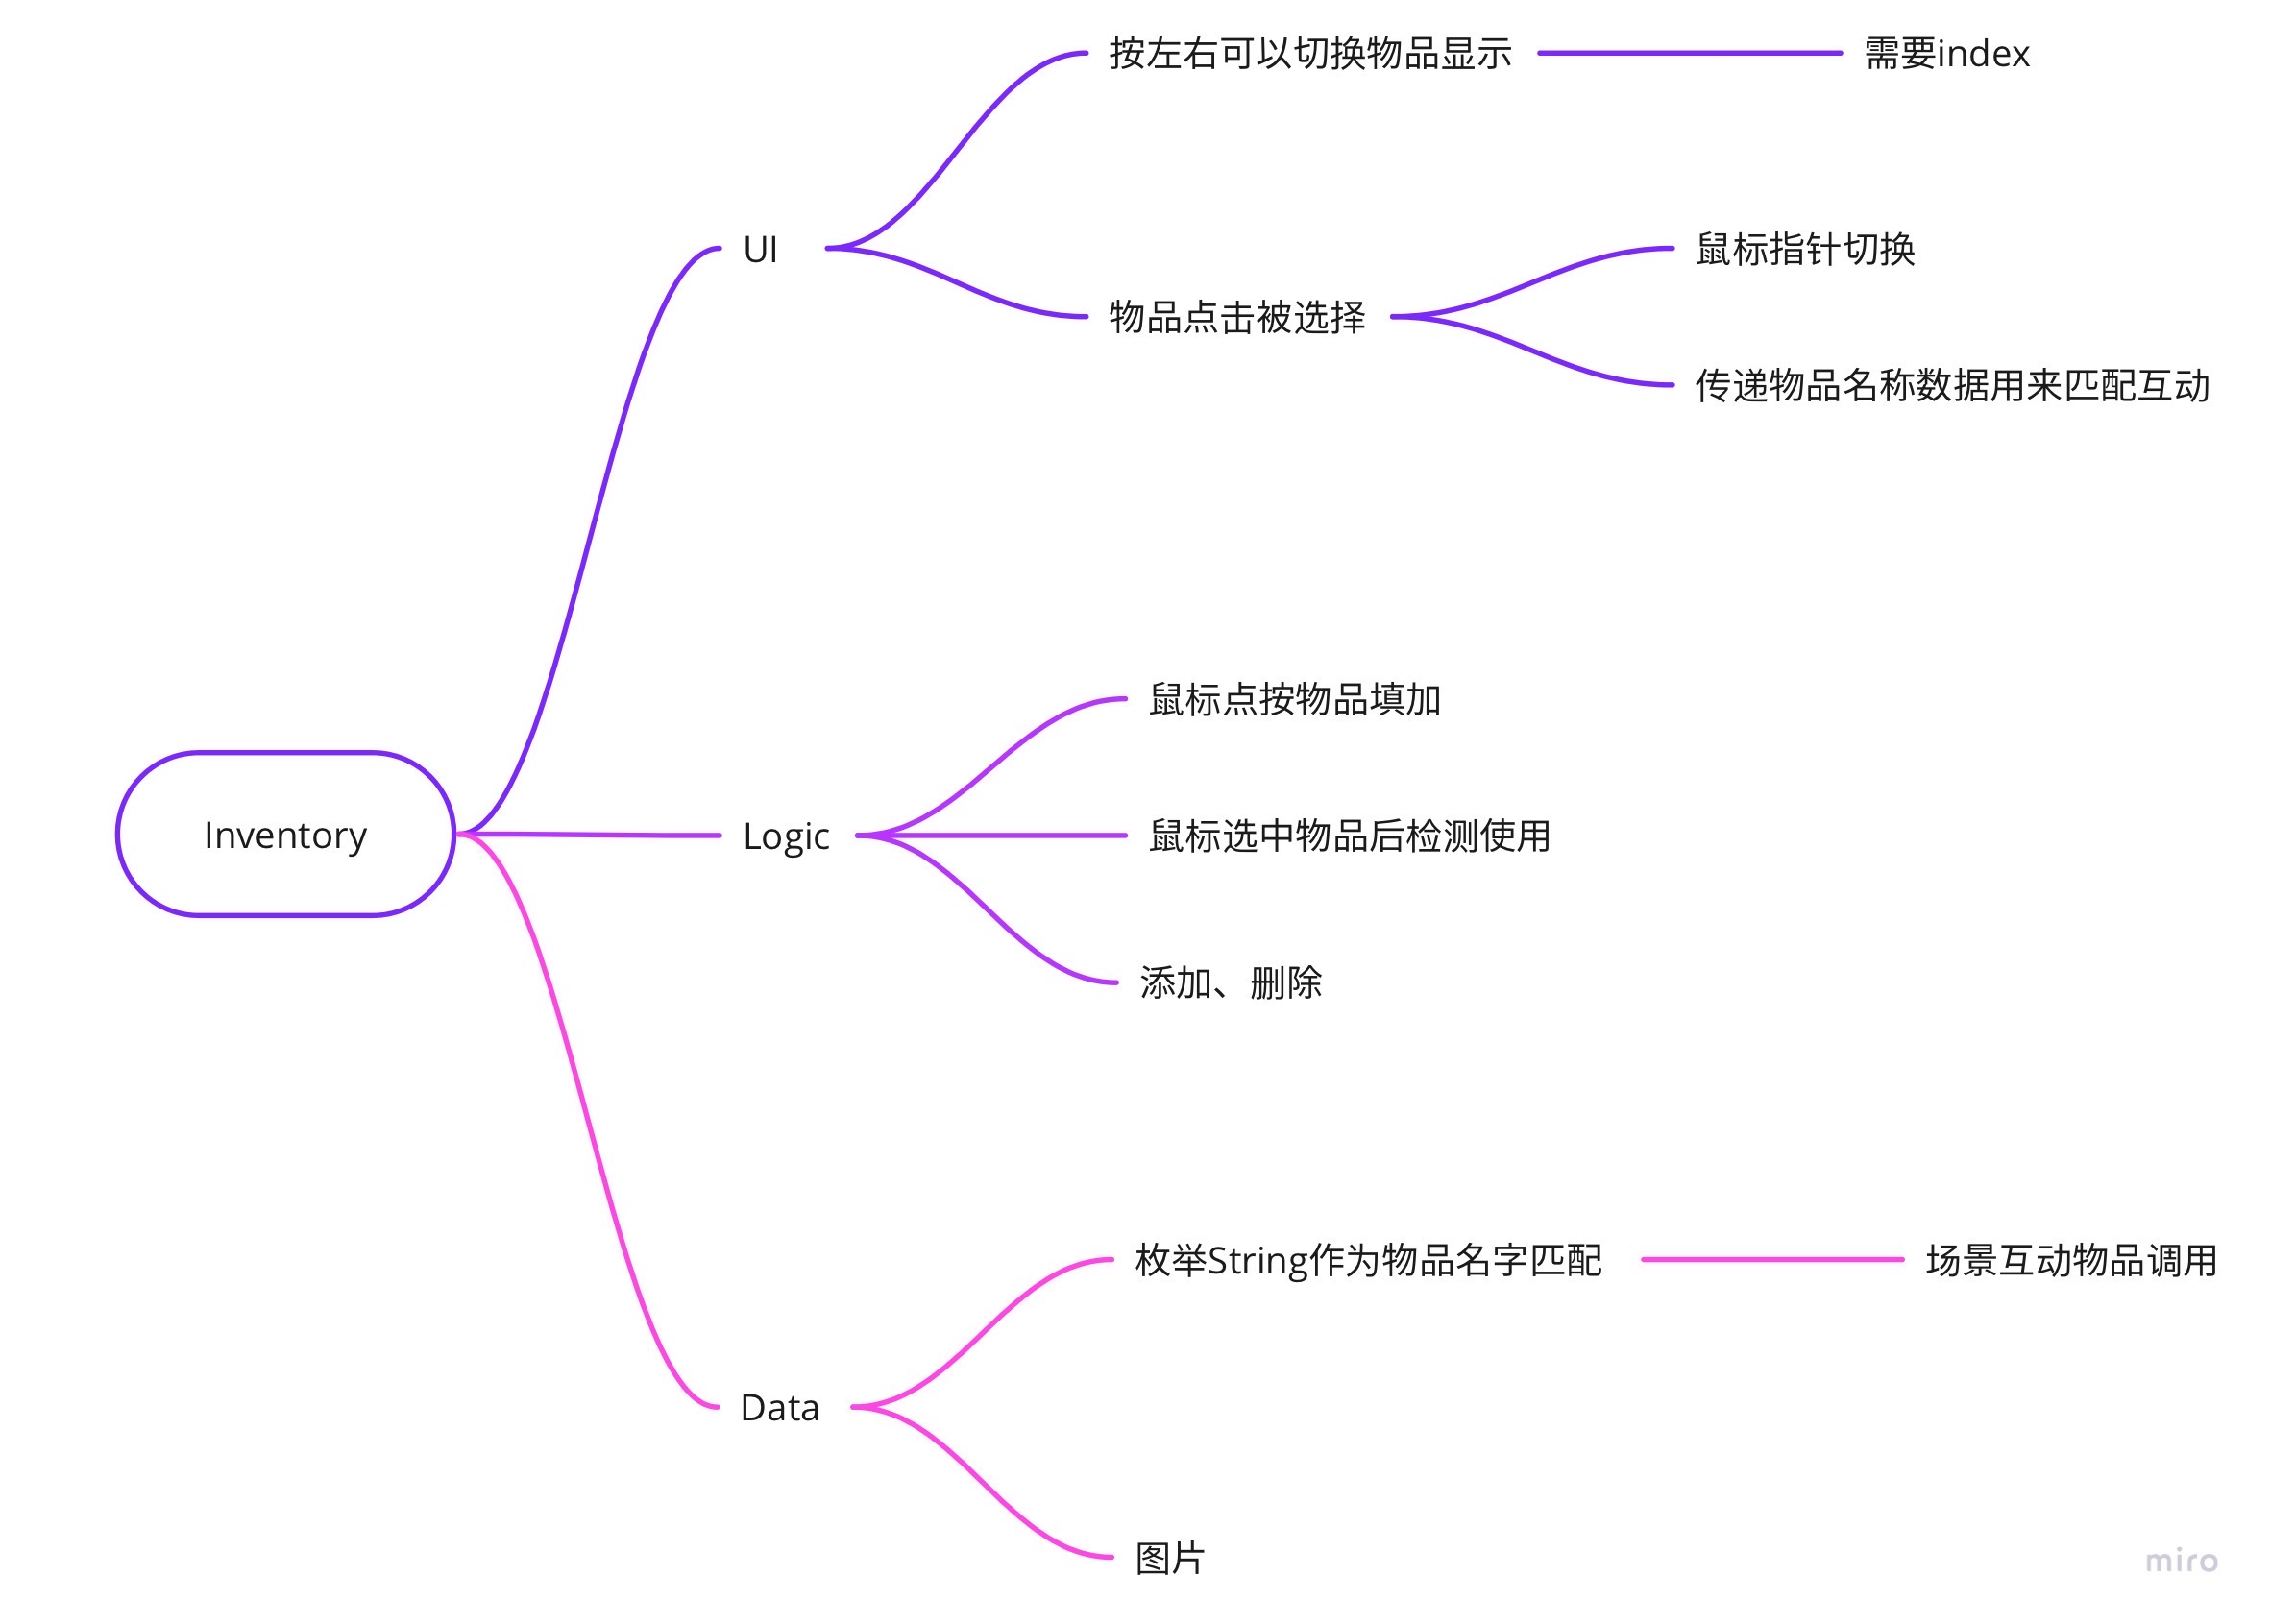 按左右可以切换物品显示
需要index
UI
鼠标指针切换
物品点击被选择
传递物品名称数据用来匹配互动
鼠标点按物品填加
Inventory
Logic
鼠标选中物品后检测使用
添加、删除
枚举String作为物品名字匹配
场景互动物品调用
Data
图片
miro